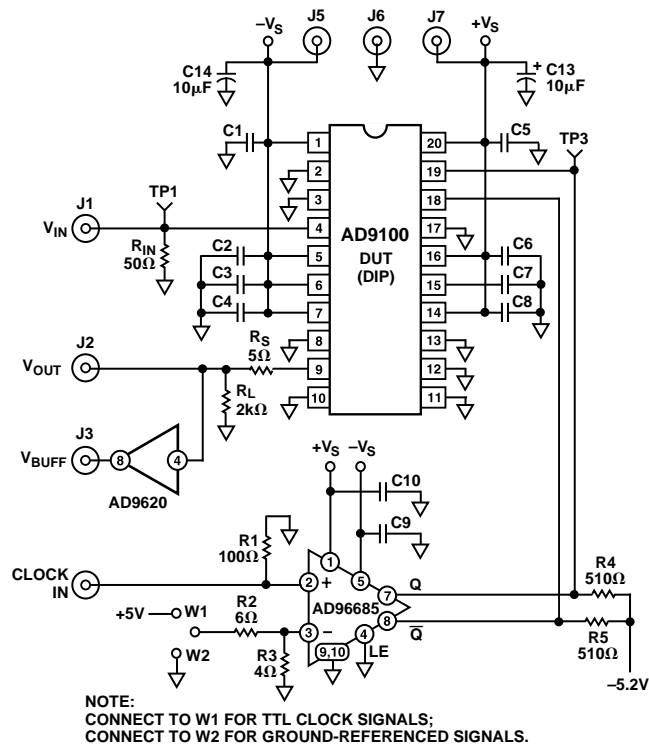 –VS
J5
J6
J7
+VS
C14
10µF
+
C13
10µF
C1
1
20
C5
TP3
2
19
3
18
J1
TP1
VIN
4
AD9100
DUT
(DIP)
17
RIN
50Ω
C2
5
16
C6
C3
6
15
C7
C4
7
14
C8
J2
RS
5Ω
8
13
VOUT
9
12
RL
2kΩ
10
11
J3
VBUFF
8
4
AD9620
+VS
–VS
C10
C9
R1
100Ω
1
5
CLOCK
IN
2
+
7
Q
R4
510Ω
AD96685
+5V
W1
R2
6Ω
3
–
8
Q̅
R5
510Ω
4
LE
9,10
W2
R3
4Ω
–5.2V
NOTE:
CONNECT TO W1 FOR TTL CLOCK SIGNALS;
CONNECT TO W2 FOR GROUND-REFERENCED SIGNALS.